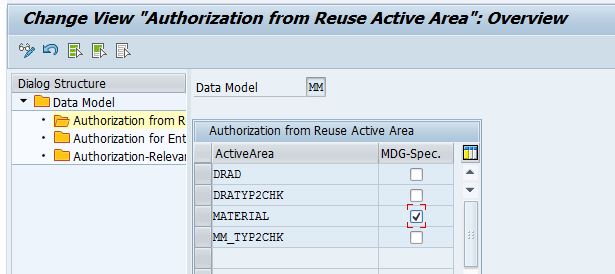 Change View "Authorization from Reuse Active Area": Overview
Dialog Structure
Data Model
Authorization from R
Authorization for Ent
Authorization-Relevar
Data Model MM
Authorization from Reuse Active Area
ActiveArea MDG-Spec.
DRAD
DRATYP2CHK
MATERIAL
MM_TYP2CHK